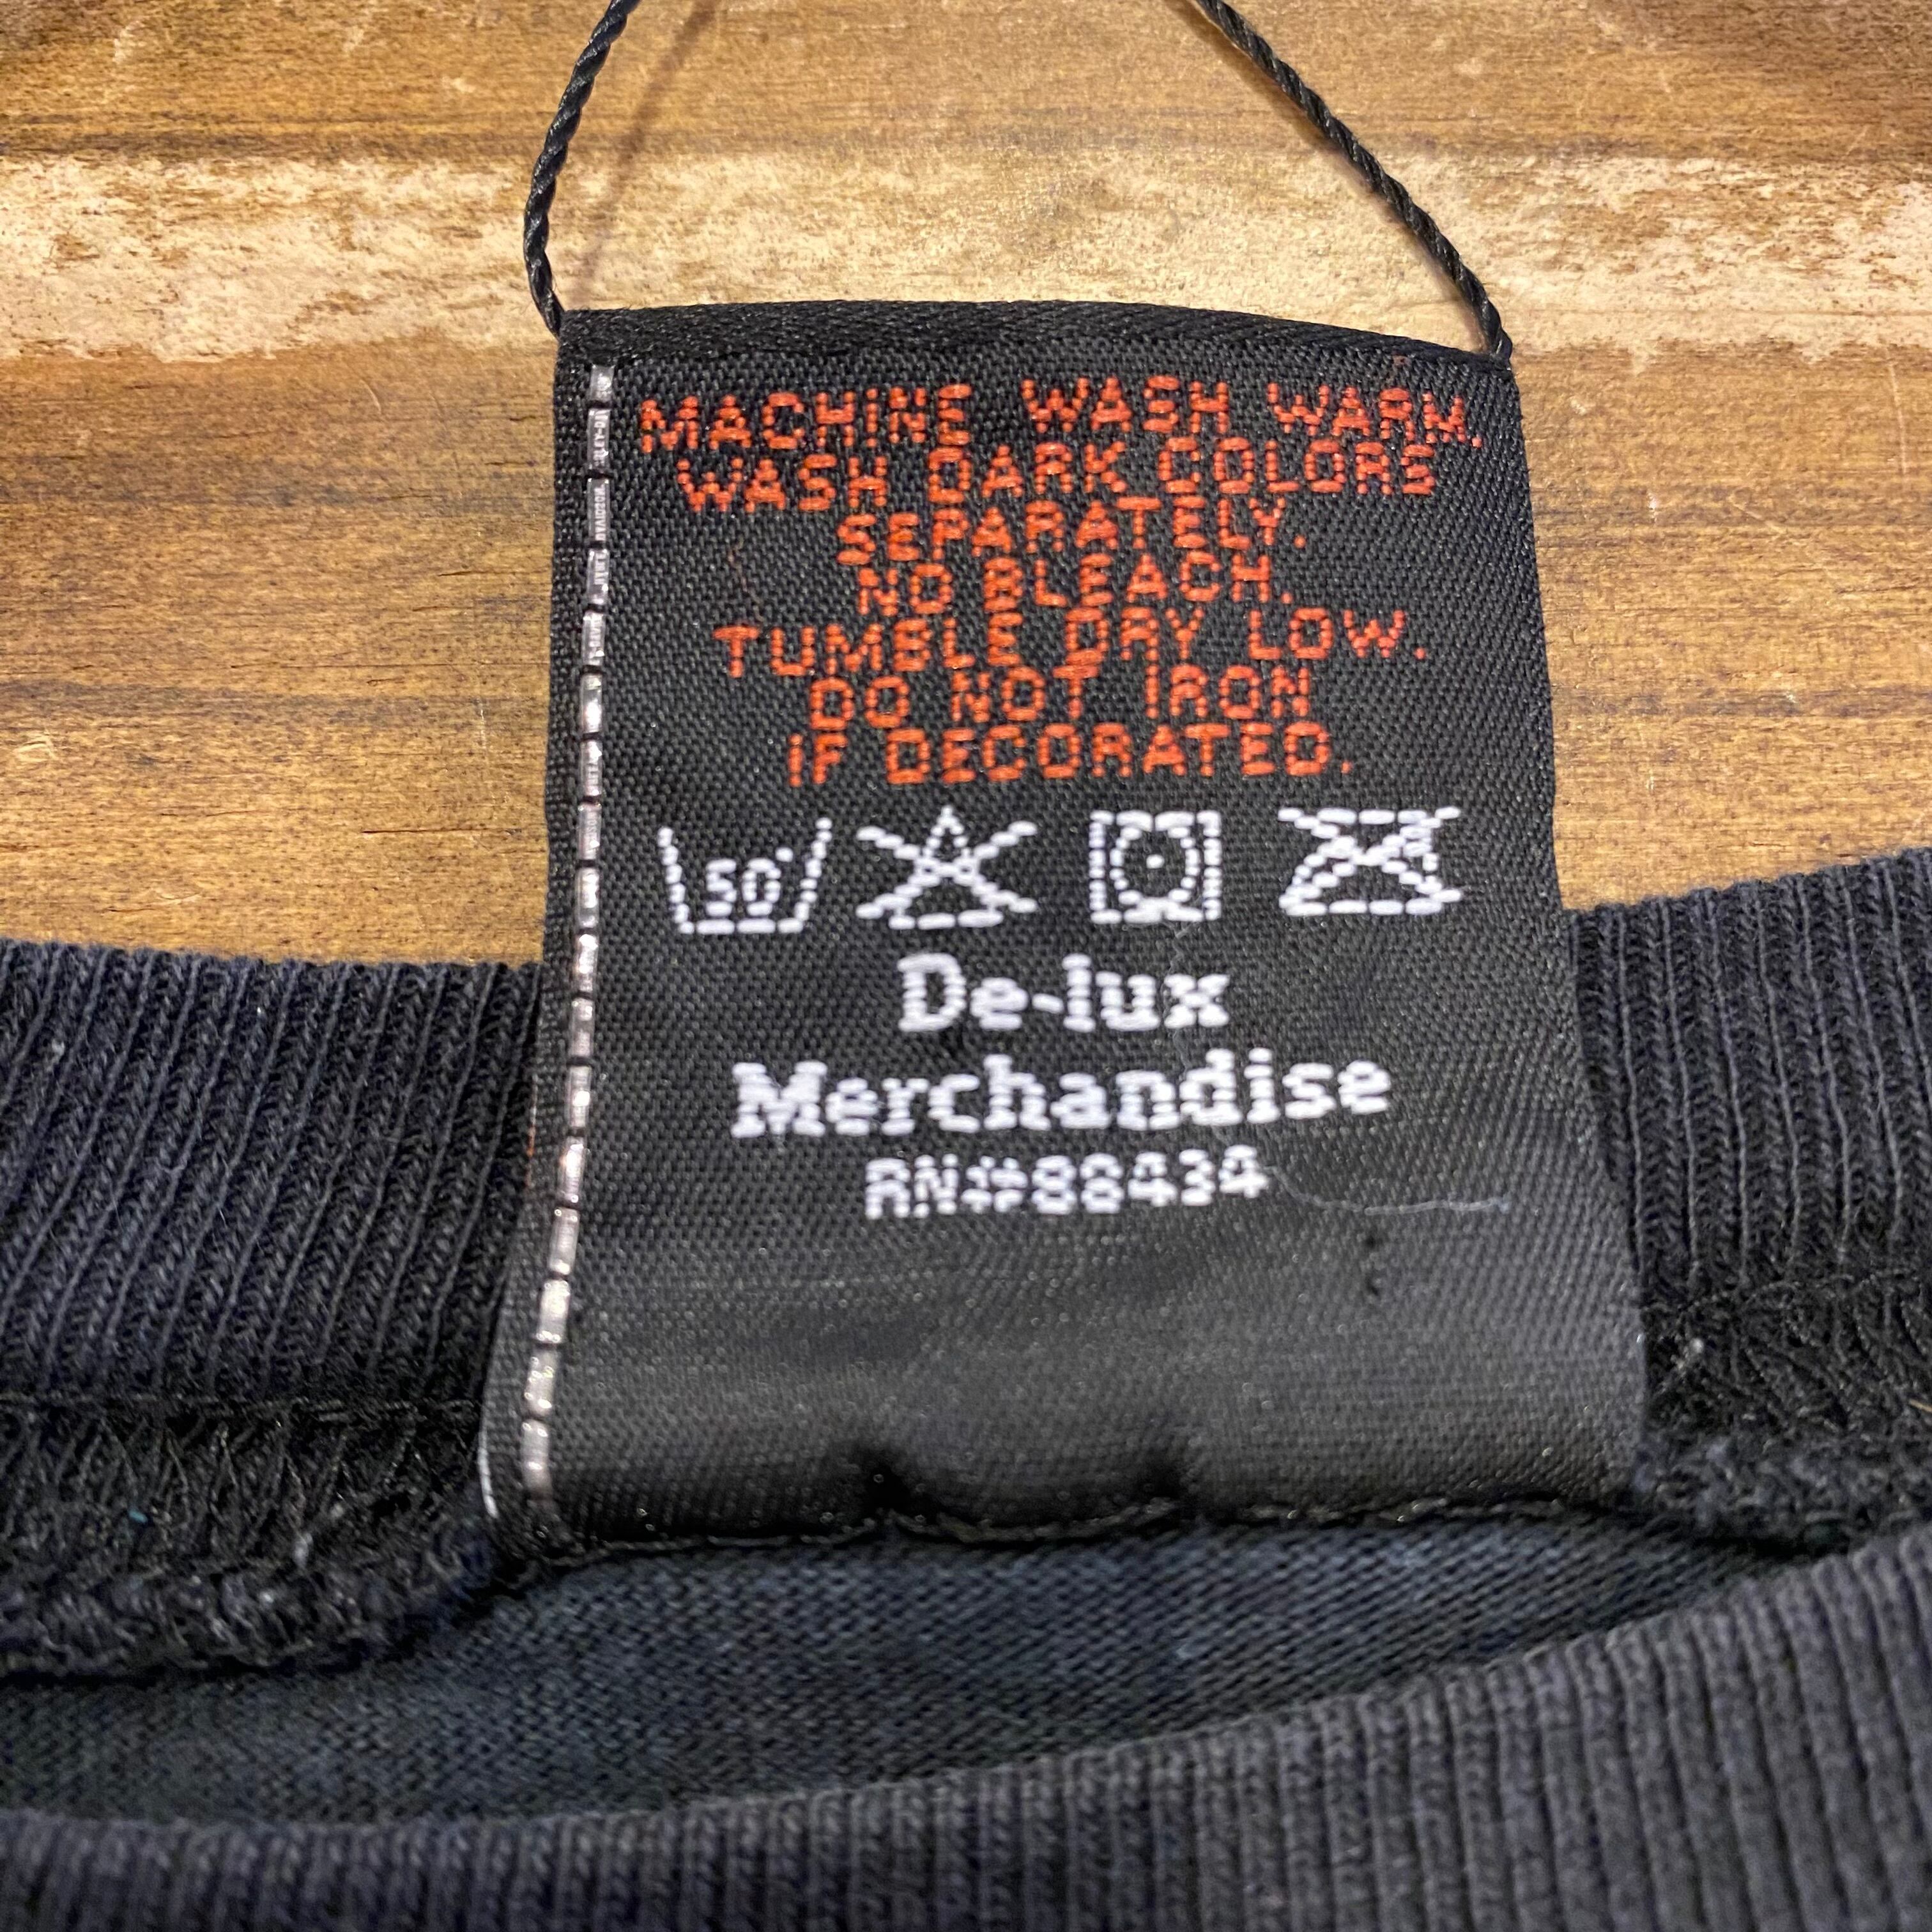 MACHINE WASH WARM.
WASH DARK COLORS
SEPARATELY.
NO BLEACH.
TUMBLE DRY LOW.
DO NOT IRON
IF DECORATED.
50°
De-lux
Merchandise
RN#88434